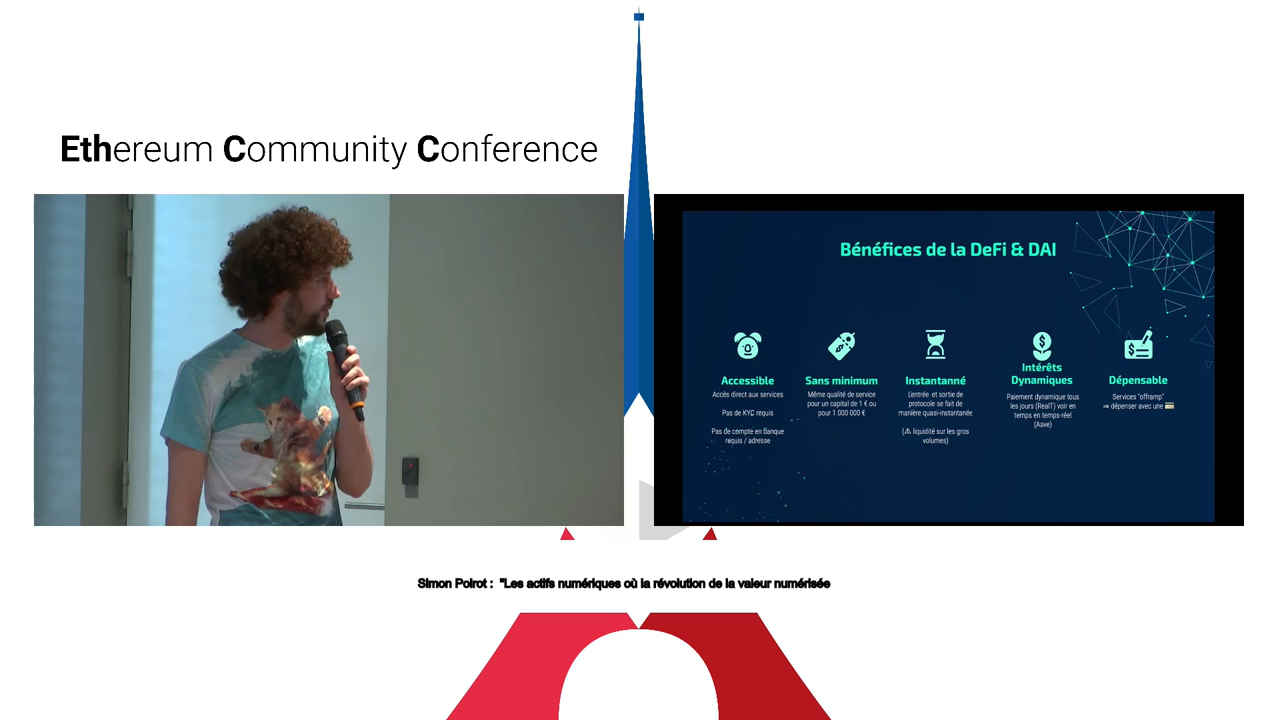 Ethereum Community Conference
Bénéfices de la DeFi & DAI
Accessible
Accès direct aux services
Pas de KYC requis
Pas de compte en banque
requis / adresse
Sans minimum
Même qualité de service
pour un capital de 1 € ou
pour 1 000 000 €
Instantanné
L'entrée et sortie de
protocole se fait de
manière quasi-instantanée
(⚠ liquidité sur les gros
volumes)
Intérêts
Dynamiques
Paiement dynamique tous
les jours (RealT) voir en
temps en temps-réel
(Aave)
Dépensable
Services "offramp"
⇒ dépenser avec une 💳
Simon Poirot : "Les actifs numériques où la révolution de la valeur numérisée